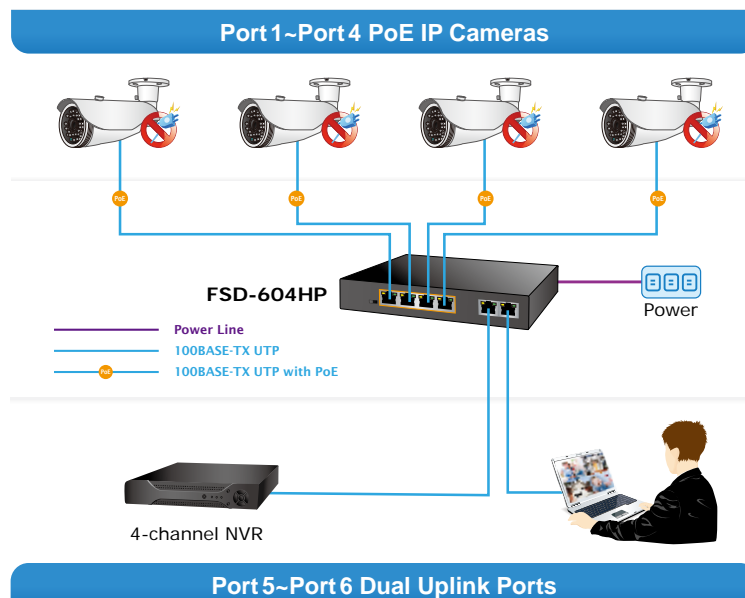 Port 1~Port 4 PoE IP Cameras
PoE PoE PoE PoE
FSD-604HP
Power
Power Line
100BASE-TX UTP
PoE 100BASE-TX UTP with PoE
4-channel NVR
Port 5~Port 6 Dual Uplink Ports